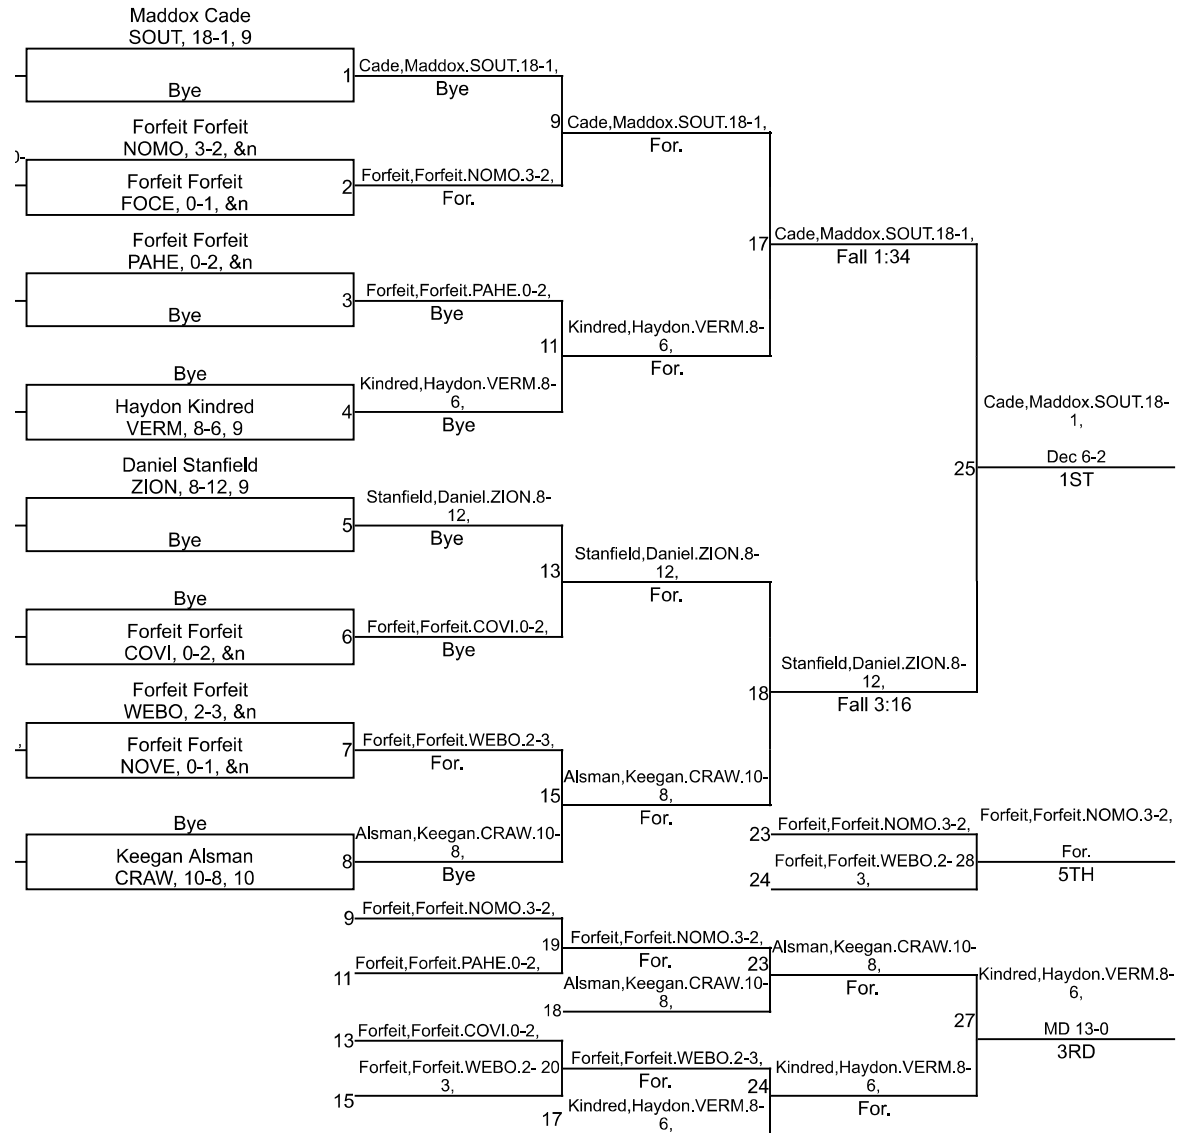 Maddox Cade
SOUT, 18-1, 9
Bye
1
Cade,Maddox.SOUT.18-1,
Bye
9
Cade,Maddox.SOUT.18-1,
For.
Forfeit Forfeit
NOMO, 3-2, &n
0-
Forfeit Forfeit
FOCE, 0-1, &n
2
Forfeit,Forfeit.NOMO.3-2,
For.
17
Cade,Maddox.SOUT.18-1,
Fall 1:34
Forfeit Forfeit
PAHE, 0-2, &n
Bye
3
Forfeit,Forfeit.PAHE.0-2,
Bye
11
Kindred,Haydon.VERM.8-
6,
For.
Bye
Haydon Kindred
VERM, 8-6, 9
4
Kindred,Haydon.VERM.8-
6,
Bye
25
Cade,Maddox.SOUT.18-
1,
Dec 6-2
1ST
Daniel Stanfield
ZION, 8-12, 9
Bye
5
Stanfield,Daniel.ZION.8-
12,
Bye
13
Stanfield,Daniel.ZION.8-
12,
For.
Bye
Forfeit Forfeit
COVI, 0-2, &n
6
Forfeit,Forfeit.COVI.0-2,
Bye
18
Stanfield,Daniel.ZION.8-
12,
Fall 3:16
Forfeit Forfeit
WEBO, 2-3, &n
,
Forfeit Forfeit
NOVE, 0-1, &n
7
Forfeit,Forfeit.WEBO.2-3,
For.
15
Alsman,Keegan.CRAW.10-
8,
For.
Bye
Keegan Alsman
CRAW, 10-8, 10
8
Alsman,Keegan.CRAW.10-
8,
Bye
23
Forfeit,Forfeit.NOMO.3-2,
24
Forfeit,Forfeit.WEBO.2-
3,
28
Forfeit,Forfeit.NOMO.3-2,
For.
5TH
9
Forfeit,Forfeit.NOMO.3-2,
11
Forfeit,Forfeit.PAHE.0-2,
19
Forfeit,Forfeit.NOMO.3-2,
For.
18
Alsman,Keegan.CRAW.10-
8,
23
Alsman,Keegan.CRAW.10-
8,
For.
27
Kindred,Haydon.VERM.8-
6,
MD 13-0
3RD
13
Forfeit,Forfeit.COVI.0-2,
15
Forfeit,Forfeit.WEBO.2-
3,
20
Forfeit,Forfeit.WEBO.2-3,
For.
17
Kindred,Haydon.VERM.8-
6,
24
Kindred,Haydon.VERM.8-
6,
For.